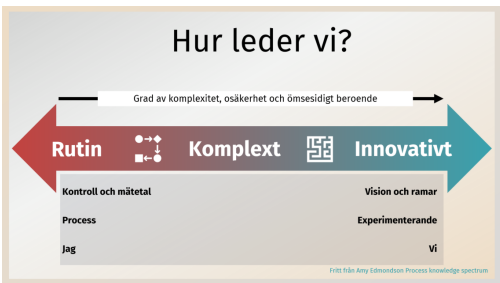 Hur leder vi?
Grad av komplexitet, osäkerhet och ömsesidigt beroende
Rutin Komplext Innovativt
Kontroll och mätetal Vision och ramar
Process Experimenterande
Jag Vi
Fritt från Amy Edmondson Process knowledge spectrum